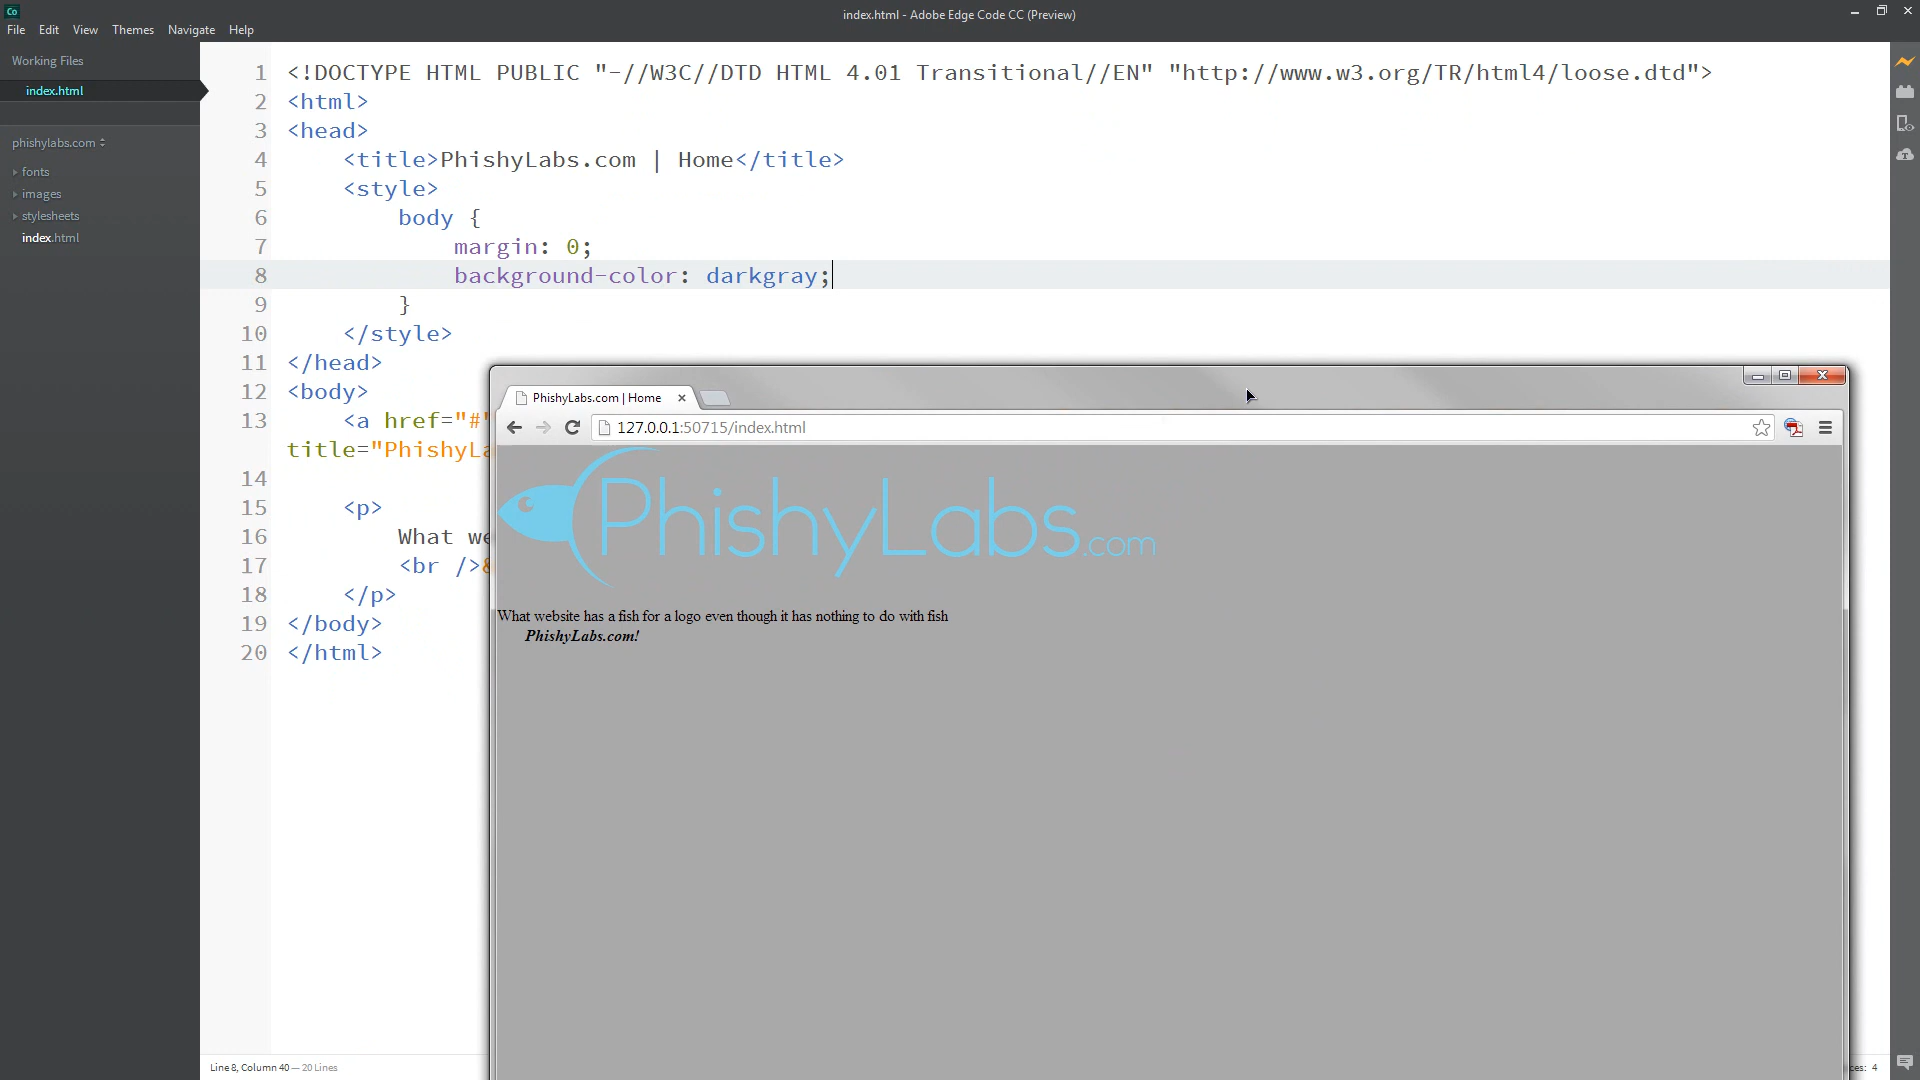 Co
index.html - Adobe Edge Code CC (Preview)
File Edit View Themes Navigate Help
Working Files
index.html
phishylabs.com
fonts
images
stylesheets
index.html
1 <!DOCTYPE HTML PUBLIC "-//W3C//DTD HTML 4.01 Transitional//EN" "http://www.w3.org/TR/html4/loose.dtd">
2 <html>
3 <head>
4 <title>PhishyLabs.com | Home</title>
5 <style>
6 body {
7 margin: 0;
8 background-color: darkgray;
9 }
10 </style>
11 </head>
12 <body>
13 <a href="#"
title="PhishyLa
14
15 <p>
16 What we
17 <br />&
18 </p>
19 </body>
20 </html>
PhishyLabs.com | Home
127.0.0.1:50715/index.html
PhishyLabs.com
What website has a fish for a logo even though it has nothing to do with fish
PhishyLabs.com!
Line 8, Column 40 — 20 Lines
ces: 4